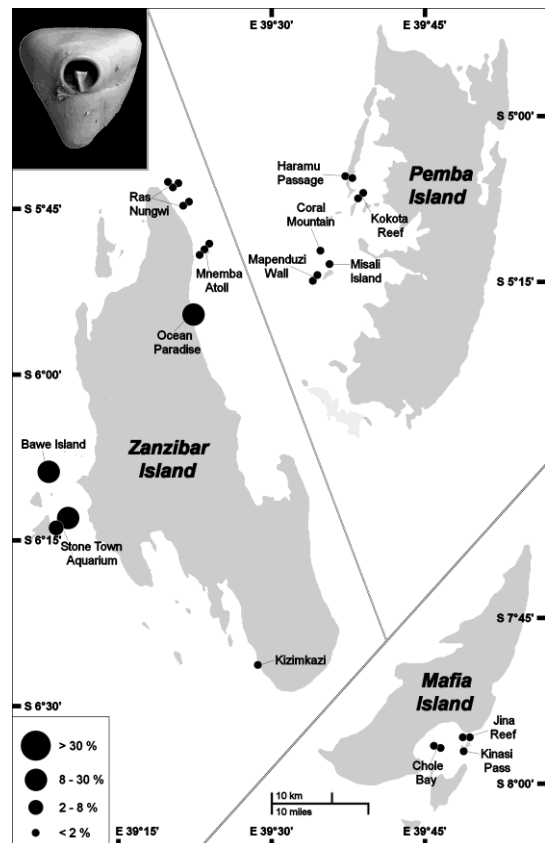 E 39°30'
E 39°45'
S 5°00'
Haramu
Passage
Pemba
Island
Ras
Nungwi
S 5°45'
Coral
Mountain
Kokota
Reef
Mapenduzi
Wall
Misali
Island
Mnemba
Atoll
S 5°15'
Ocean
Paradise
S 6°00'
Bawe Island
Zanzibar
Island
S 6°15'
Stone Town
Aquarium
S 7°45'
Kizimkazi
Mafia
Island
S 6°30'
Jina
Reef
Chole
Bay
Kinasi
Pass
> 30 %
8 - 30 %
2 - 8 %
< 2 %
S 8°00'
10 km
10 miles
E 39°15'
E 39°30'
E 39°45'